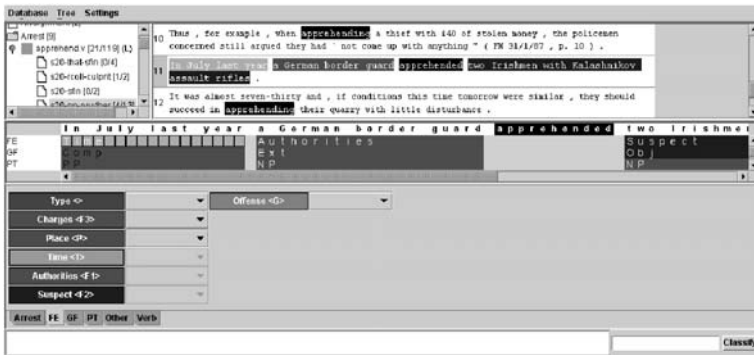 Database Tree Settings
Arrest [9]
apprehend.v [21/119] (L)
s20-that-sfin [0/4]
s20-rcoll-culprit [1/2]
s20-sfin [0/2]
10 Thus , for example , when apprehending a thief with £40 of stolen money , the policemen
concerned still argued they had ` not come up with anything " ( FM 31/1/87 , p. 10 ) .
11 In July last year a German border guard apprehended two Irishmen with Kalashnikov
assault rifles .
12 It was almost seven-thirty and , if conditions this time tomorrow were similar , they should
succeed in apprehending their quarry with little disturbance .
In July last year a German border guard apprehended two Irishmen
FE Authorities Suspect
GF Comp Ext Obj
PT PP NP NP
Type <> Offense <G>
Charges <F3>
Place <P>
Time <T>
Authorities <F1>
Suspect <F2>
Arrest FE GF PT Other Verb